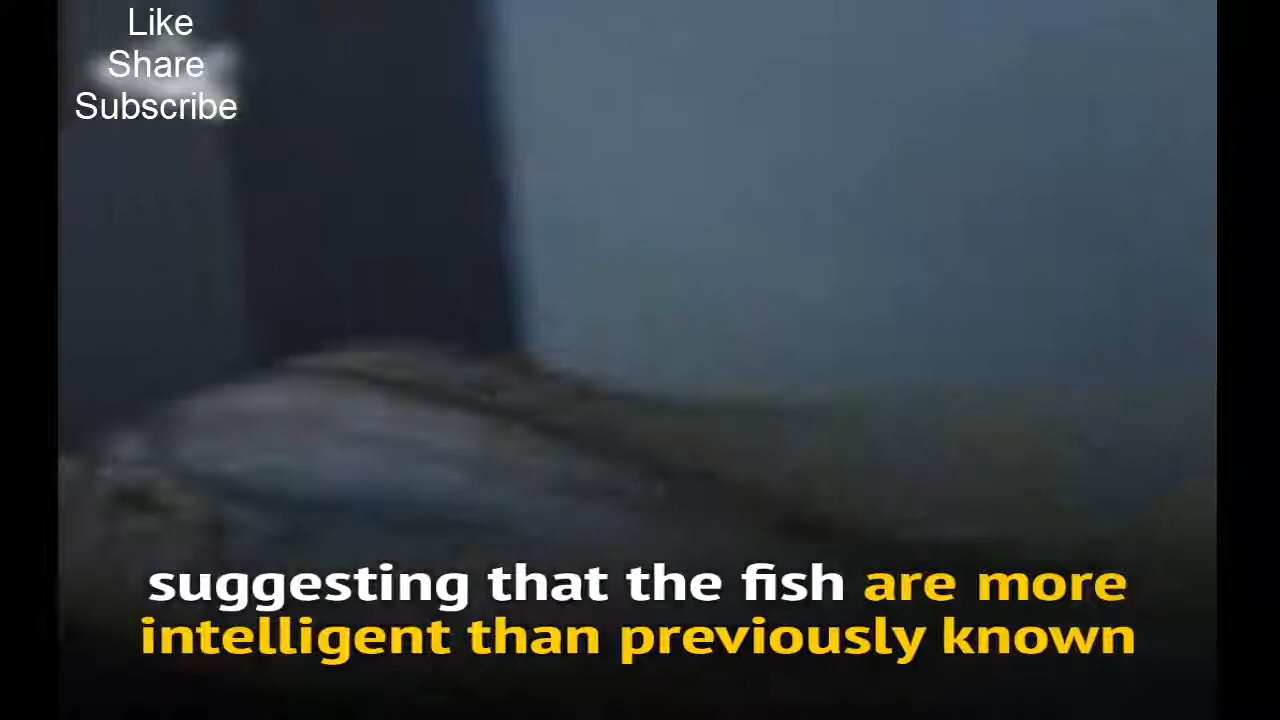 Like
Share
Subscribe
suggesting that the fish are more
intelligent than previously known